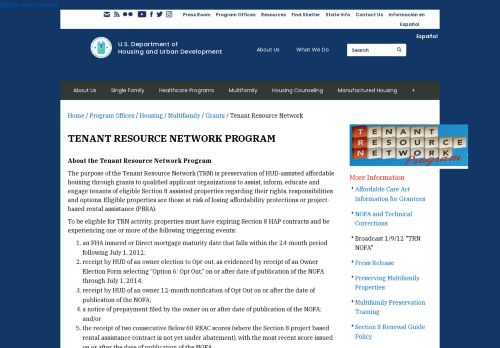 Skip to main content
Press Room Program Offices Resources Find Shelter State Info Contact Us Información en Español
Español
U.S. Department of
Housing and Urban Development
About Us What We Do
Search
About Us Single Family Healthcare Programs Multifamily Housing Counseling Manufactured Housing +
Home / Program Offices / Housing / Multifamily / Grants / Tenant Resource Network
TENANT RESOURCE NETWORK PROGRAM
About the Tenant Resource Network Program
The purpose of the Tenant Resource Network (TRN) is preservation of HUD-assisted affordable
housing through grants to qualified applicant organizations to assist, inform, educate and
engage tenants of eligible Section 8 assisted properties regarding their rights, responsibilities
and options. Eligible properties are those at risk of losing affordability protections or project-
based rental assistance (PBRA).
To be eligible for TRN activity, properties must have expiring Section 8 HAP contracts and be
experiencing one or more of the following triggering events:
1. an FHA insured or Direct mortgage maturity date that falls within the 24-month period
following July 1, 2012;
2. receipt by HUD of an owner election to Opt-out, as evidenced by receipt of an Owner
Election Form selecting "Option 6: Opt Out," on or after date of publication of the NOFA
through July 1, 2014;
3. receipt by HUD of an owner 12-month notification of Opt Out on or after the date of
publication of the NOFA;
4. a notice of prepayment filed by the owner on or after date of publication of NOFA;
and/or
5. the receipt of two consecutive Below 60 REAC scores (where the Section 8 project based
rental assistance contract is not yet under abatement), with the most recent score issued
on or after the date of publication of the NOFA.
TENANT
RESOURCE
NETWORK
Program
More Information
Affordable Care Act
Information for Grantees
NOFA and Technical
Corrections
Broadcast 1/9/12 "TRN
NOFA"
Press Release
Preserving Multifamily
Properties
Multifamily Preservation
Training
Section 8 Renewal Guide
Policy